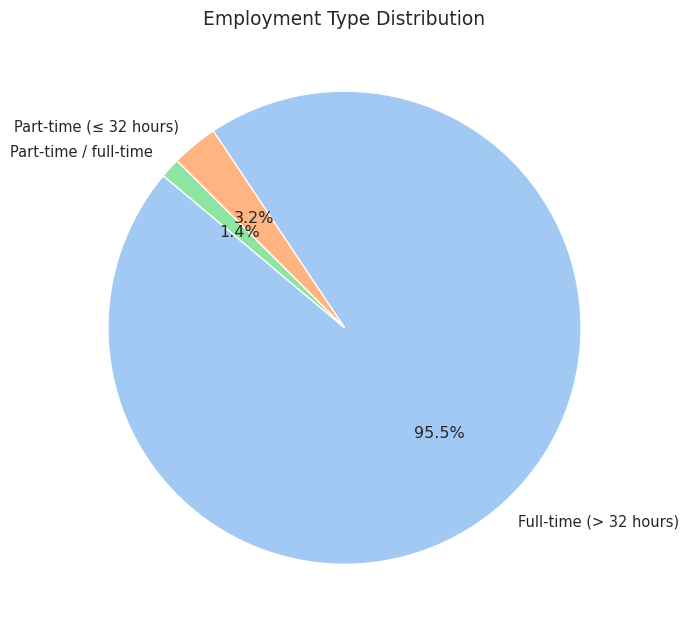 Employment Type Distribution
Part-time (≤ 32 hours)
Part-time / full-time
3.2%
1.4%
95.5%
Full-time (> 32 hours)